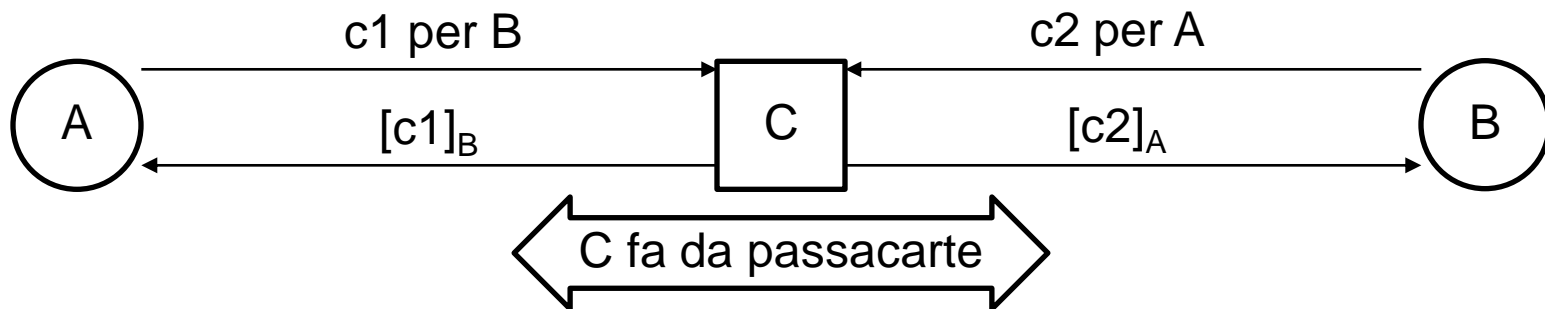 c1 per B
c2 per A
A
[c1]B
C
[c2]A
B
C fa da passacarte